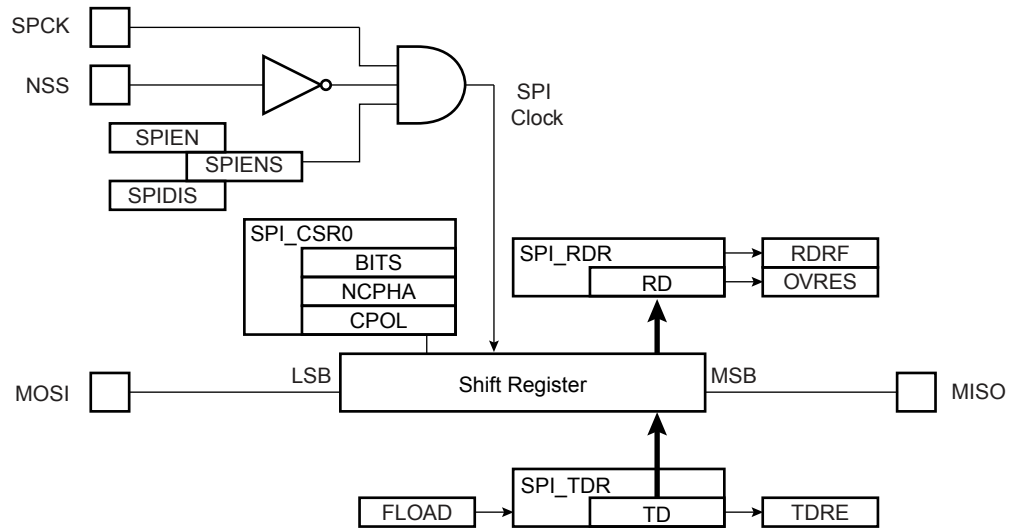 SPCK
NSS
SPI
Clock
SPIEN
SPIENS
SPIDIS
SPI_CSR0
BITS
NCPHA
CPOL
SPI_RDR
RD
RDRF
OVRES
MOSI
LSB
Shift Register
MSB
MISO
SPI_TDR
FLOAD
TD
TDRE